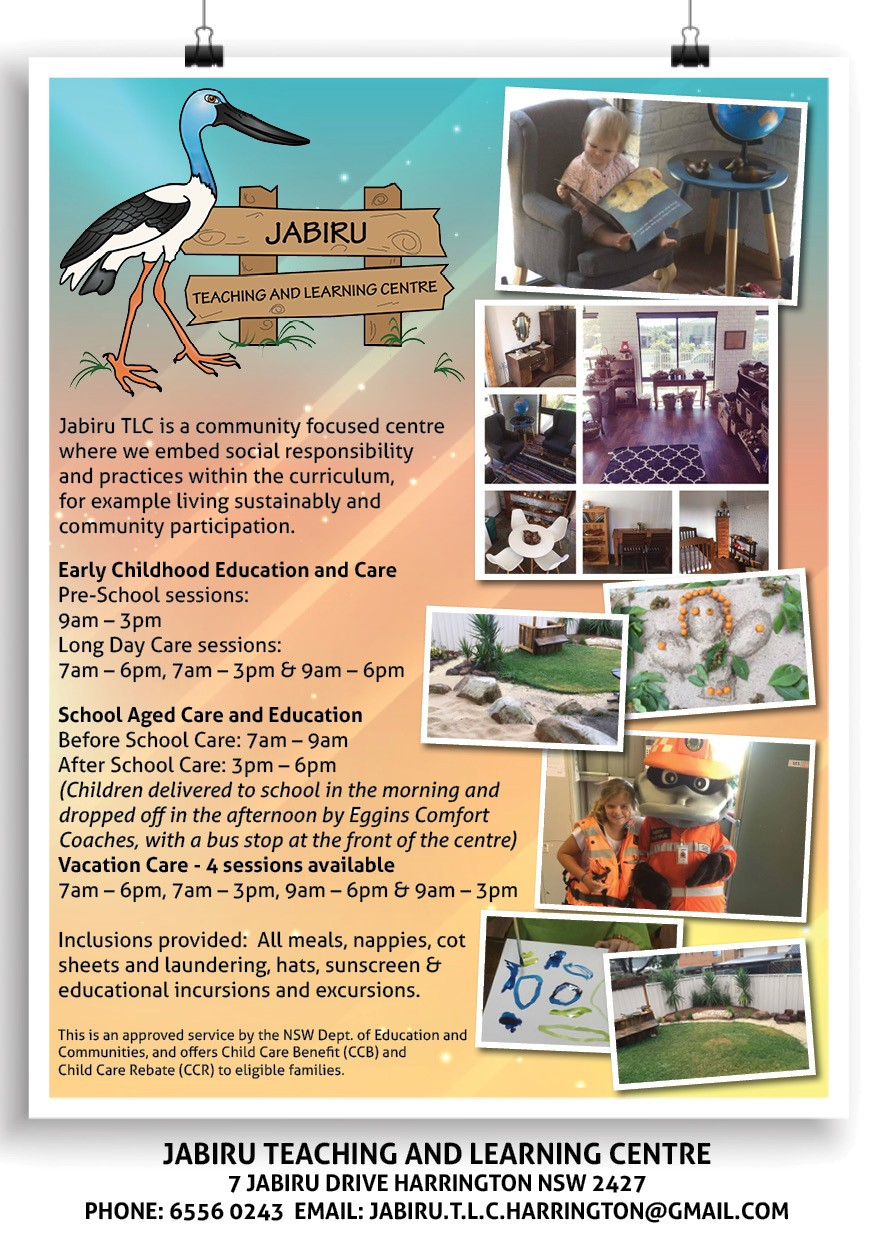 JABIRU
TEACHING AND LEARNING CENTRE
Jabiru TLC is a community focused centre
where we embed social responsibility
and practices within the curriculum,
for example living sustainably and
community participation.
Early Childhood Education and Care
Pre-School sessions:
9am – 3pm
Long Day Care sessions:
7am – 6pm, 7am – 3pm & 9am – 6pm
School Aged Care and Education
Before School Care: 7am – 9am
After School Care: 3pm – 6pm
(Children delivered to school in the morning and
dropped off in the afternoon by Eggins Comfort
Coaches, with a bus stop at the front of the centre)
Vacation Care - 4 sessions available
7am – 6pm, 7am – 3pm, 9am – 6pm & 9am – 3pm
Inclusions provided:  All meals, nappies, cot
sheets and laundering, hats, sunscreen &
educational incursions and excursions.
This is an approved service by the NSW Dept. of Education and
Communities, and offers Child Care Benefit (CCB) and
Child Care Rebate (CCR) to eligible families.
JABIRU TEACHING AND LEARNING CENTRE
7 JABIRU DRIVE HARRINGTON NSW 2427
PHONE: 6556 0243  EMAIL: JABIRU.T.L.C.HARRINGTON@GMAIL.COM